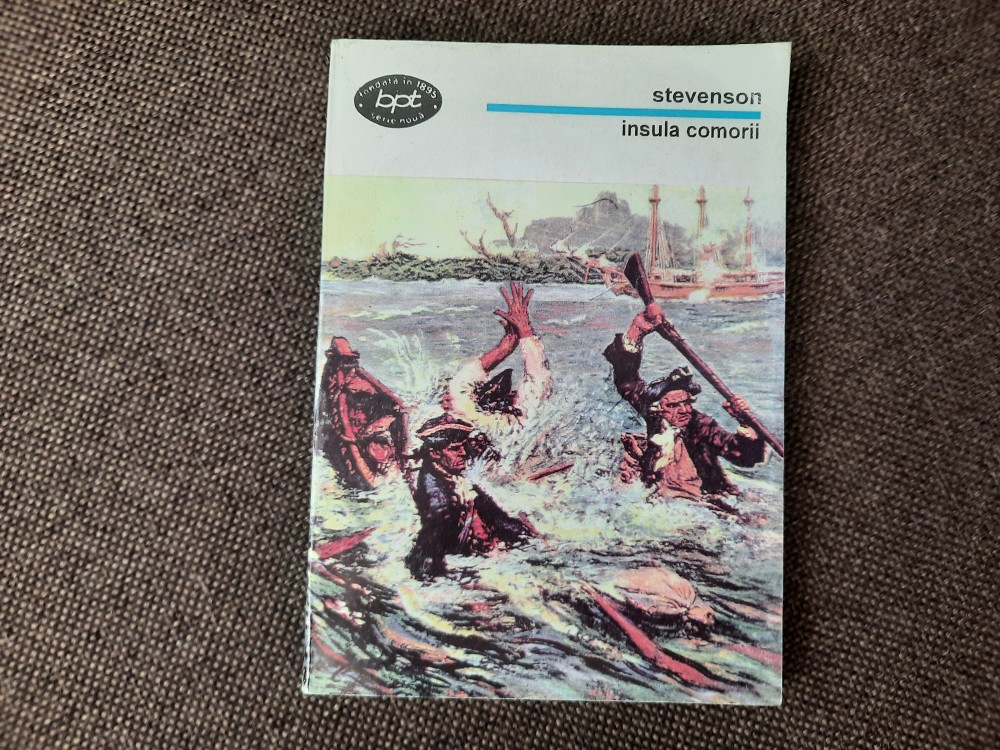 fondată în 1895
bpt
serie nouă
stevenson
insula comorii